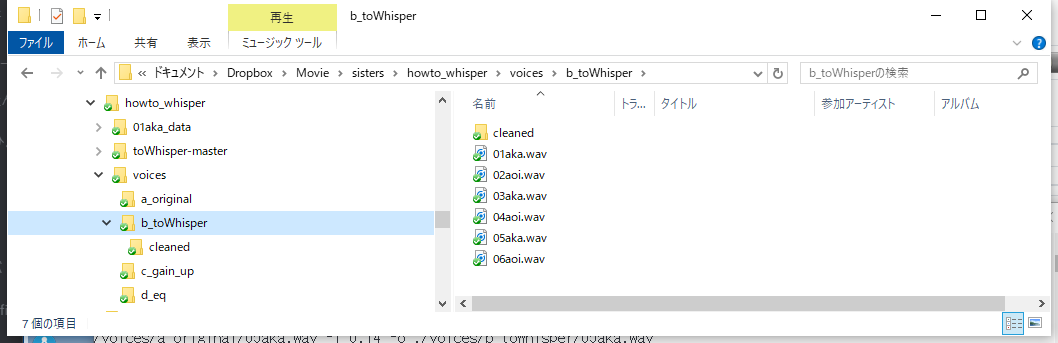 再生
b_toWhisper
ファイル ホーム 共有 表示 ミュージック ツール
« ドキュメント › Dropbox › Movie › sisters › howto_whisper › voices › b_toWhisper ›
b_toWhisperの検索
howto_whisper
01aka_data
toWhisper-master
voices
a_original
b_toWhisper
cleaned
c_gain_up
d_eq
名前 トラ... タイトル 参加アーティスト アルバム
cleaned
01aka.wav
02aoi.wav
03aka.wav
04aoi.wav
05aka.wav
06aoi.wav
7 個の項目
/voices/a_original/05aka.wav -l 0.14 -o ./voices/b_toWhisper/05aka.wav